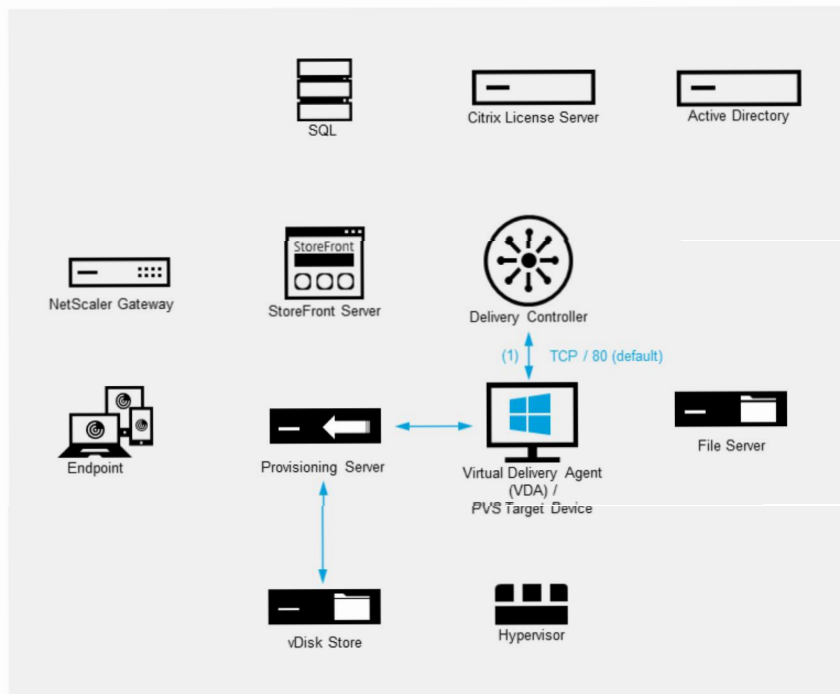 SQL
Citrix License Server
Active Directory
StoreFront
NetScaler Gateway
StoreFront Server
Delivery Controller
(1) TCP / 80 (default)
Endpoint
Provisioning Server
Virtual Delivery Agent
(VDA) /
PVS Target Device
File Server
vDisk Store
Hypervisor